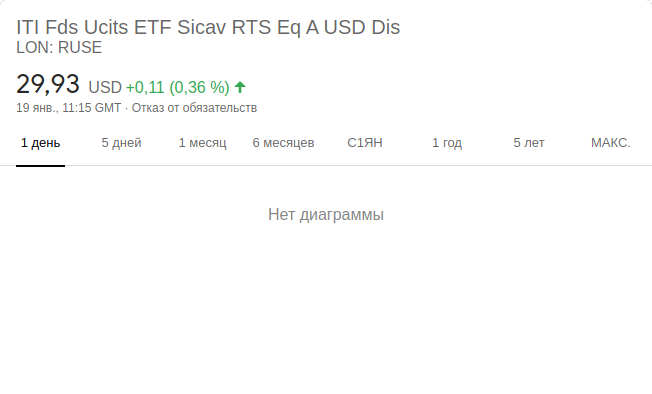 ITI Fds Ucits ETF Sicav RTS Eq A USD Dis
LON: RUSE
29,93 USD +0,11 (0,36 %)
19 янв., 11:15 GMT · Отказ от обязательств
1 день 5 дней 1 месяц 6 месяцев С1ЯН 1 год 5 лет МАКС.
Нет диаграммы